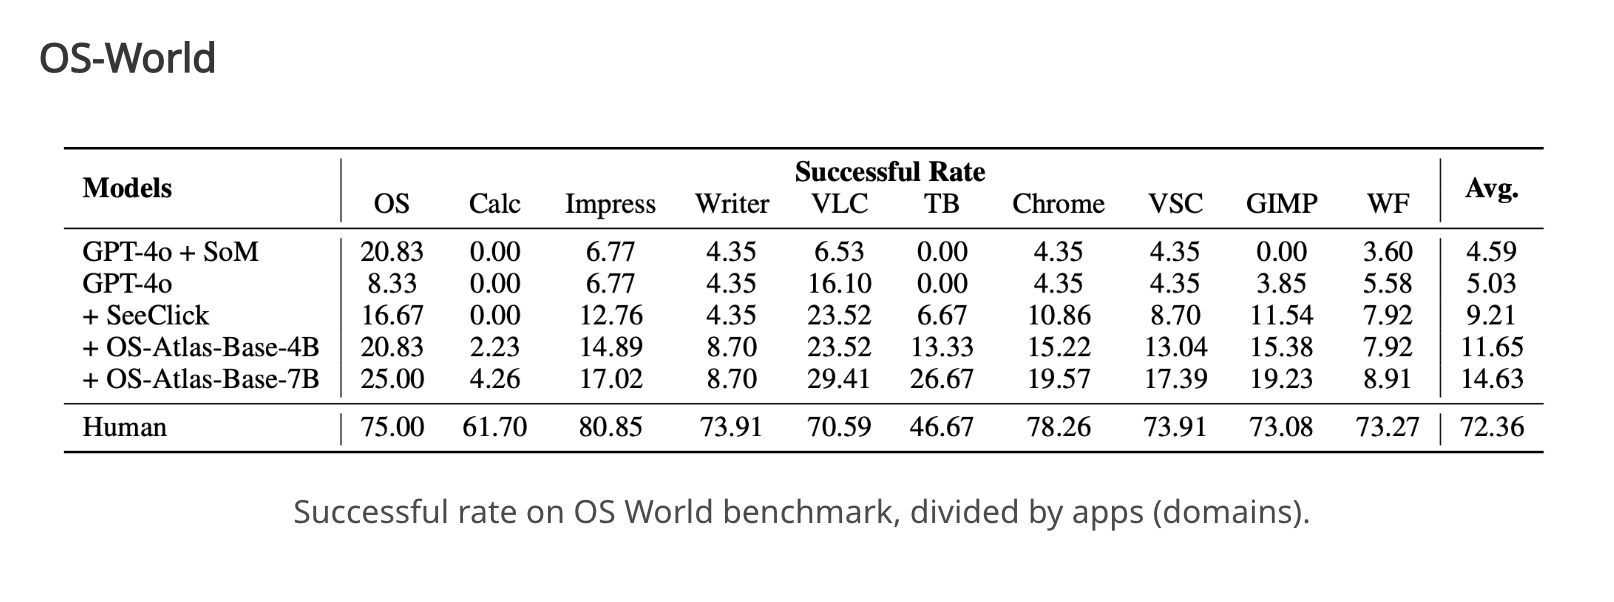 OS-World
Models Successful Rate Avg.
OS Calc Impress Writer VLC TB Chrome VSC GIMP WF
GPT-4o + SoM 20.83 0.00 6.77 4.35 6.53 0.00 4.35 4.35 0.00 3.60 4.59
GPT-4o 8.33 0.00 6.77 4.35 16.10 0.00 4.35 4.35 3.85 5.58 5.03
+ SeeClick 16.67 0.00 12.76 4.35 23.52 6.67 10.86 8.70 11.54 7.92 9.21
+ OS-Atlas-Base-4B 20.83 2.23 14.89 8.70 23.52 13.33 15.22 13.04 15.38 7.92 11.65
+ OS-Atlas-Base-7B 25.00 4.26 17.02 8.70 29.41 26.67 19.57 17.39 19.23 8.91 14.63
Human 75.00 61.70 80.85 73.91 70.59 46.67 78.26 73.91 73.08 73.27 72.36
Successful rate on OS World benchmark, divided by apps (domains).